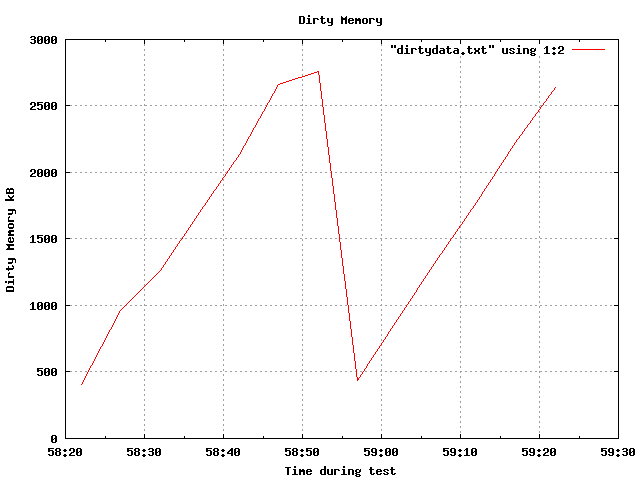 Dirty Memory
"dirtydata.txt" using 1:2
3000
2500
2000
1500
1000
500
0
Dirty Memory kB
58:20 58:30 58:40 58:50 59:00 59:10 59:20 59:30
Time during test